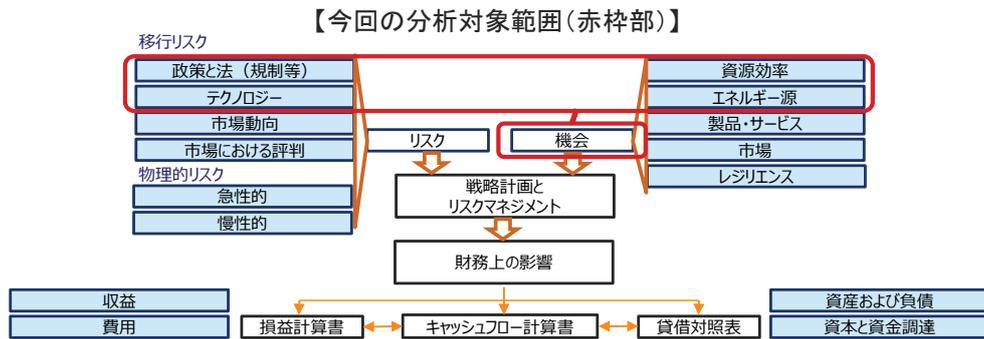 【今回の分析対象範囲(赤枠部)】
移行リスク
政策と法（規制等）
テクノロジー
市場動向
市場における評判
物理的リスク
急性的
慢性的
リスク
機会
資源効率
エネルギー源
製品・サービス
市場
レジリエンス
戦略計画と
リスクマネジメント
財務上の影響
収益
費用
損益計算書
キャッシュフロー計算書
貸借対照表
資産および負債
資本と資金調達